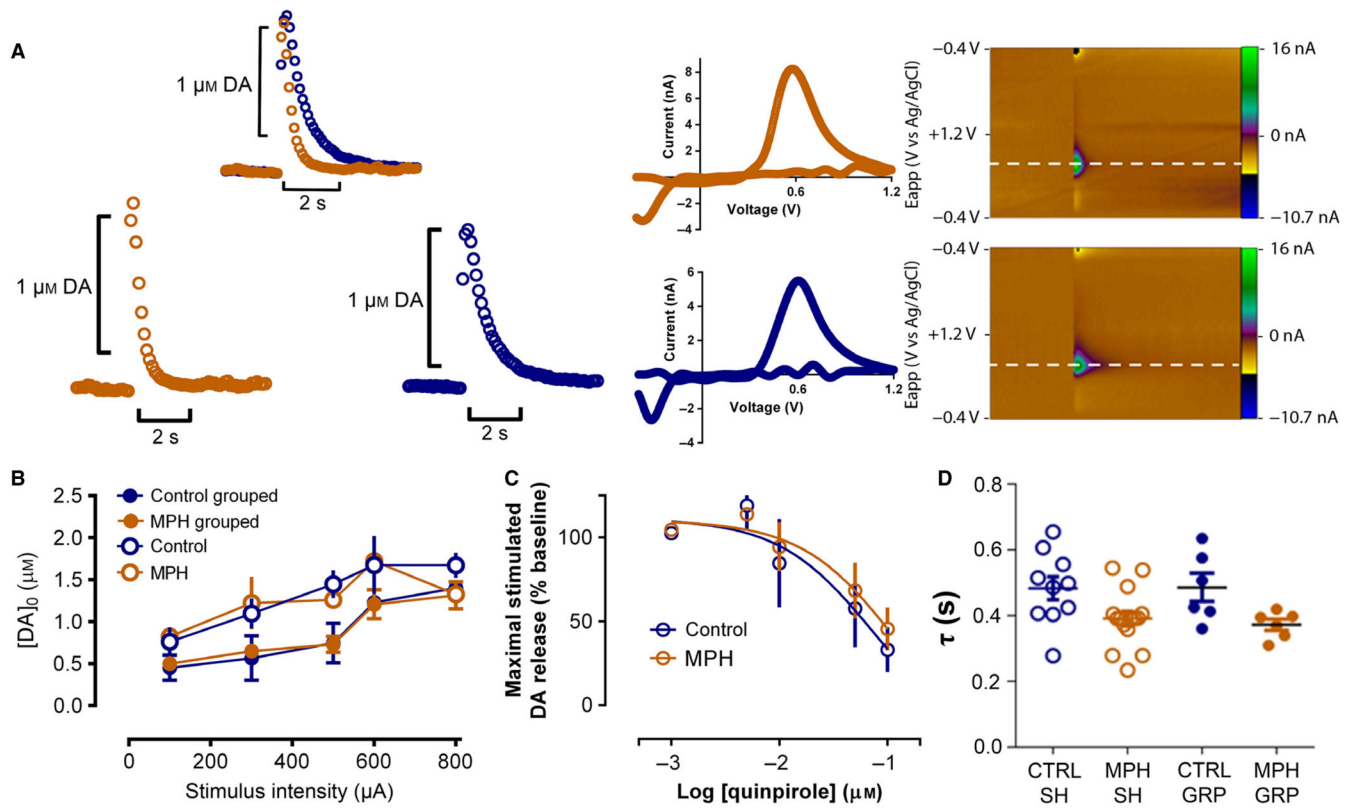 A
1 μM DA
2 s
1 μM DA
2 s
1 μM DA
2 s
Current (nA)
8
6
4
2
−2
−4
0.6
1.2
Voltage (V)
Current (nA)
6
4
2
−2
−4
0.6
1.2
Voltage (V)
Eapp (V vs Ag/AgCl)
−0.4 V
+1.2 V
−0.4 V
16 nA
0 nA
−10.7 nA
Eapp (V vs Ag/AgCl)
−0.4 V
+1.2 V
−0.4 V
16 nA
0 nA
−10.7 nA
B
[DA]0 (μM)
2.5
2.0
1.5
1.0
0.5
0.0
Control grouped
MPH grouped
Control
MPH
0
200
400
600
800
Stimulus intensity (μA)
C
Maximal stimulated
DA release (% baseline)
100
50
0
Control
MPH
−3
−2
−1
Log [quinpirole] (μM)
D
τ (s)
0.8
0.6
0.4
0.2
0.0
CTRL
SH
MPH
SH
CTRL
GRP
MPH
GRP